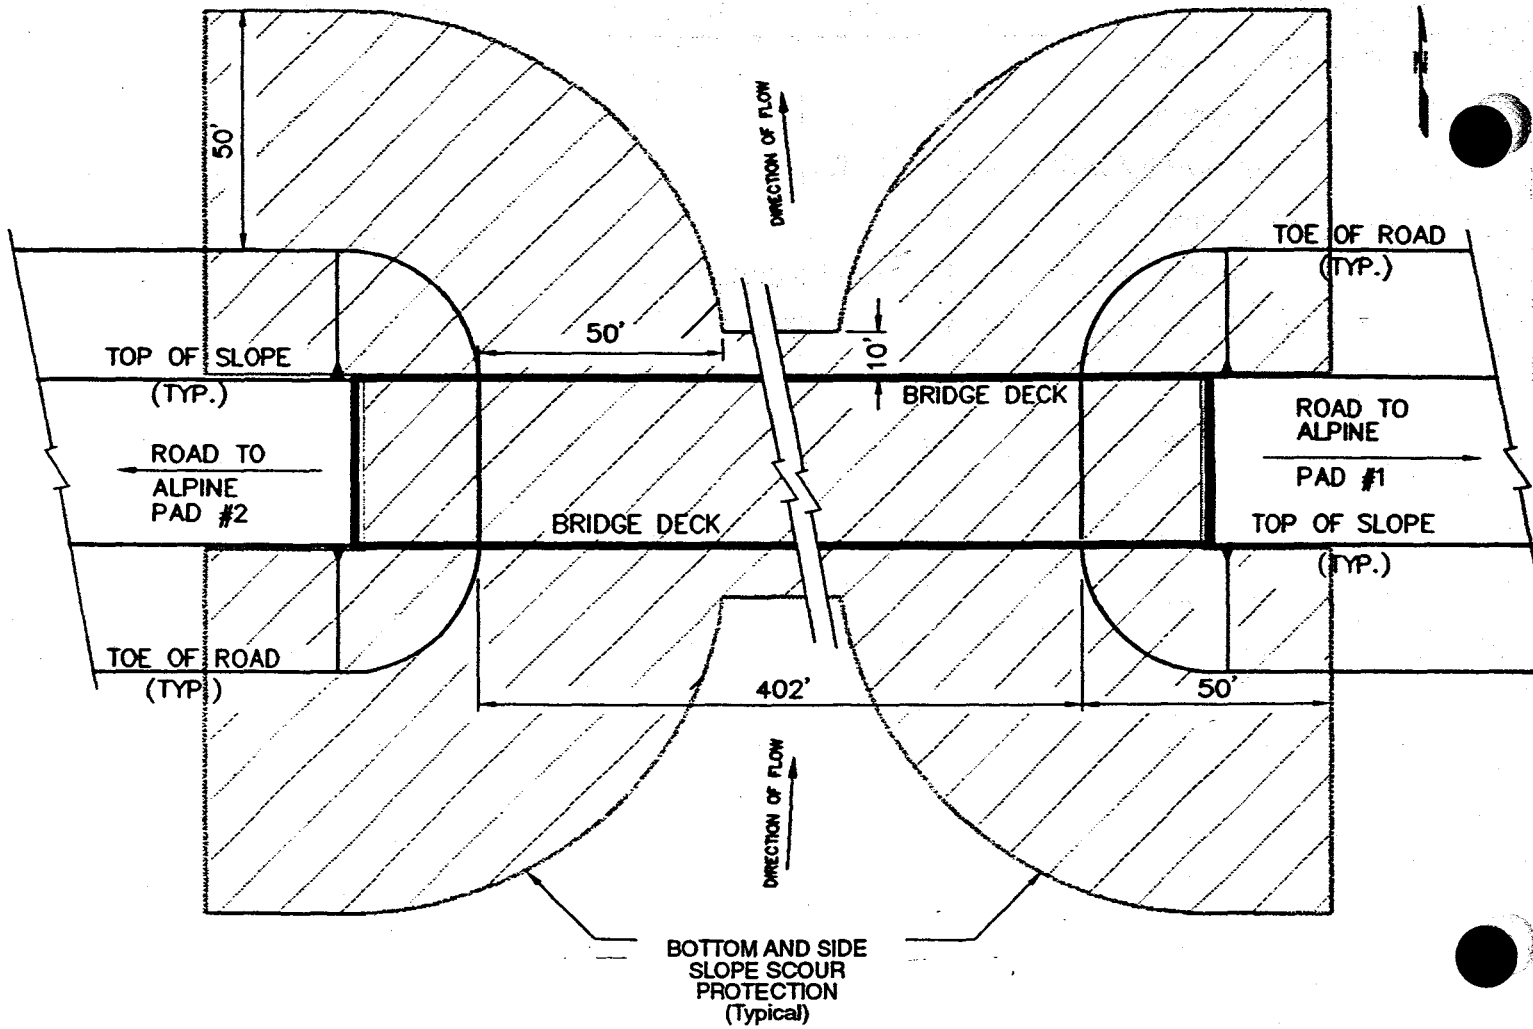 50'
DIRECTION OF FLOW
TOE OF ROAD
(TYP.)
50'
10'
TOP OF SLOPE
(TYP.)
BRIDGE DECK
ROAD TO
ALPINE
PAD #1
ROAD TO
ALPINE
PAD #2
BRIDGE DECK
TOP OF SLOPE
(TYP.)
TOE OF ROAD
(TYP.)
402'
50'
DIRECTION OF FLOW
BOTTOM AND SIDE
SLOPE SCOUR
PROTECTION
(Typical)